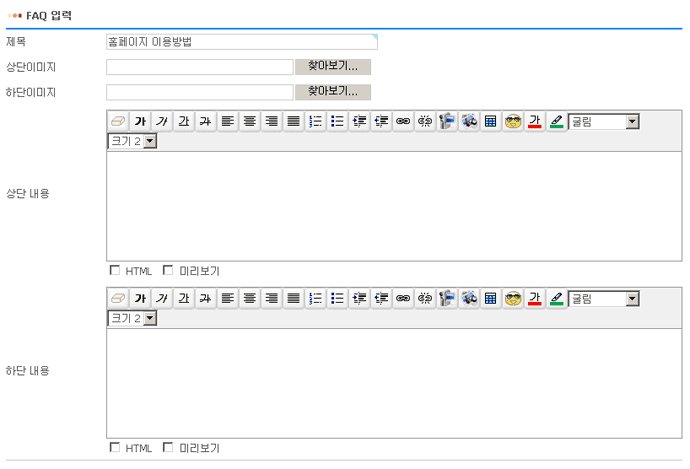 FAQ 입력
제목 홈페이지 이용방법
상단이미지 찾아보기...
하단이미지 찾아보기...
가 가 가 가 가 굴림
크기 2
상단 내용
HTML 미리보기
가 가 가 가 가 굴림
크기 2
하단 내용
HTML 미리보기